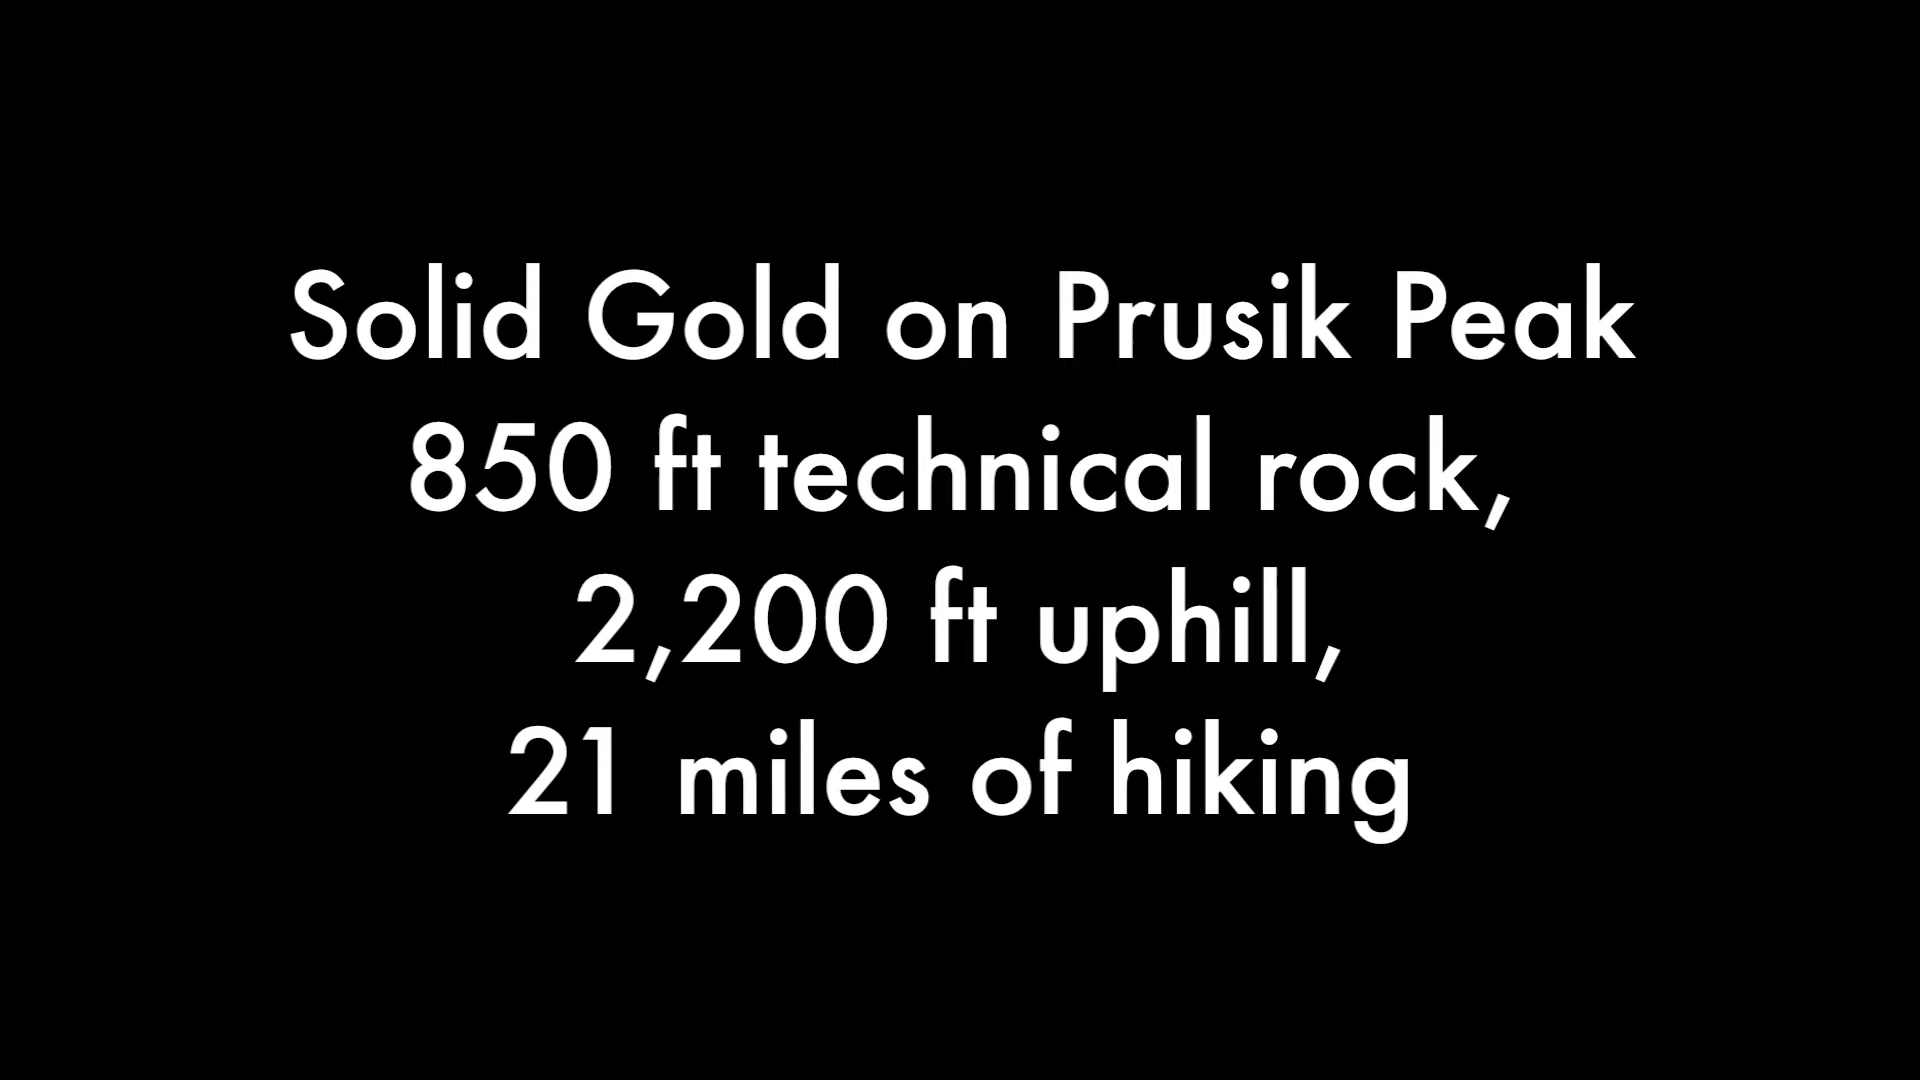 Solid Gold on Prusik Peak
850 ft technical rock,
2,200 ft uphill,
21 miles of hiking